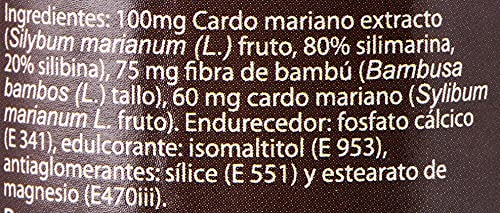 Ingredientes: 100mg Cardo mariano extracto
(Silybum marianum (L.) fruto, 80% silimarina,
20% silibina), 75 mg fibra de bambú (Bambusa
bambos (L.) tallo), 60 mg cardo mariano (Sylibum
marianum L. fruto). Endurecedor: fosfato cálcico
(E 341), edulcorante: isomaltitol (E 953),
antiaglomerantes: sílice (E 551) y estearato de
magnesio (E470iii).